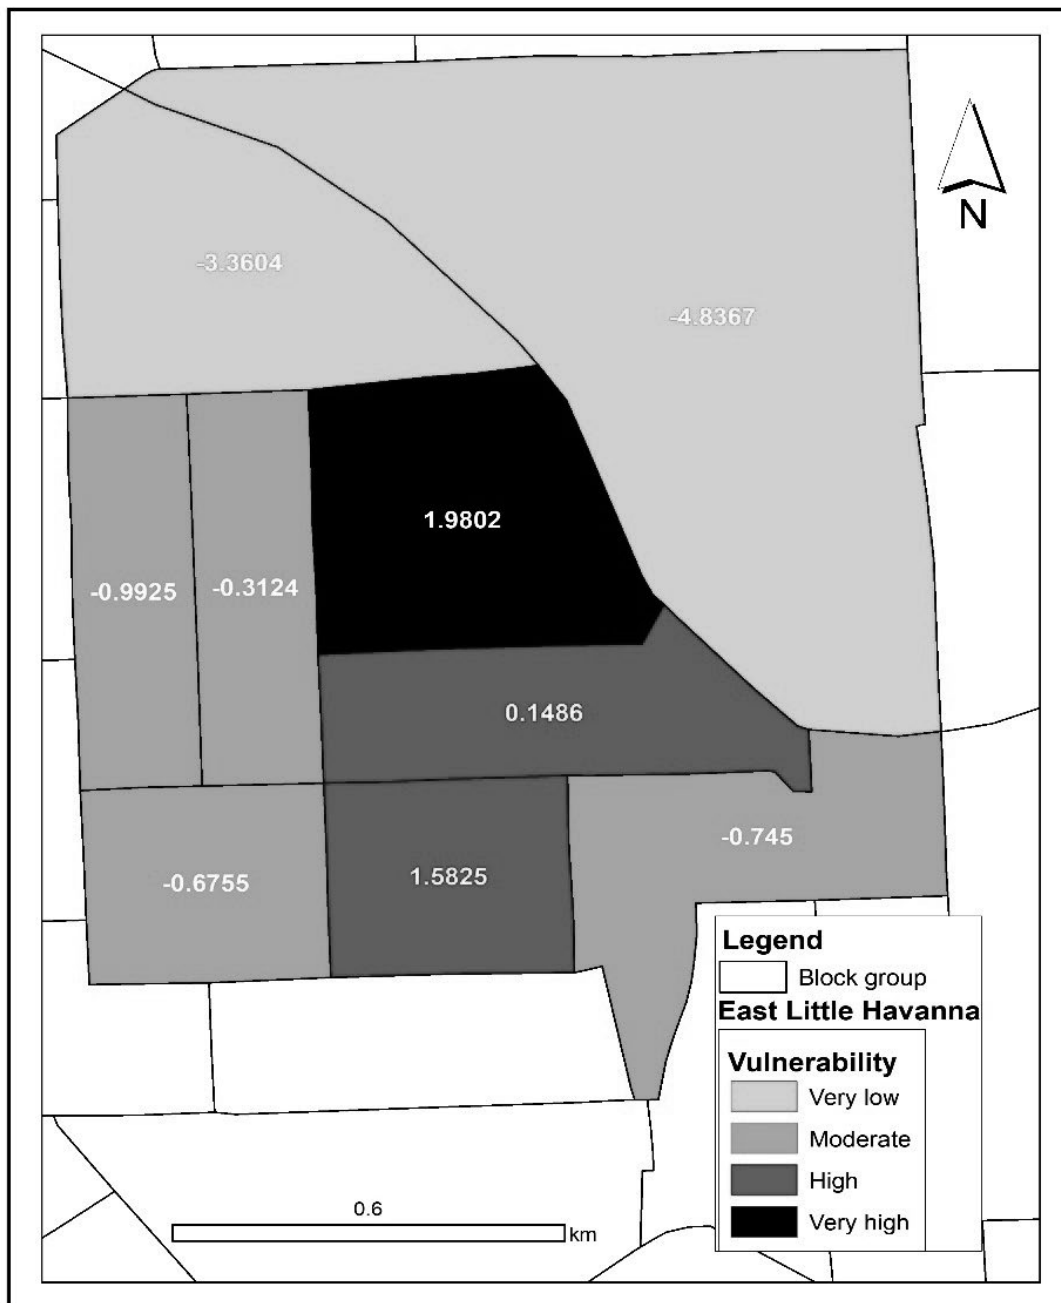 N
-3.3604
-4.8367
1.9802
-0.9925
-0.3124
0.1486
-0.745
-0.6755
1.5825
Legend
Block group
East Little Havanna
Vulnerability
Very low
Moderate
High
Very high
0.6
km